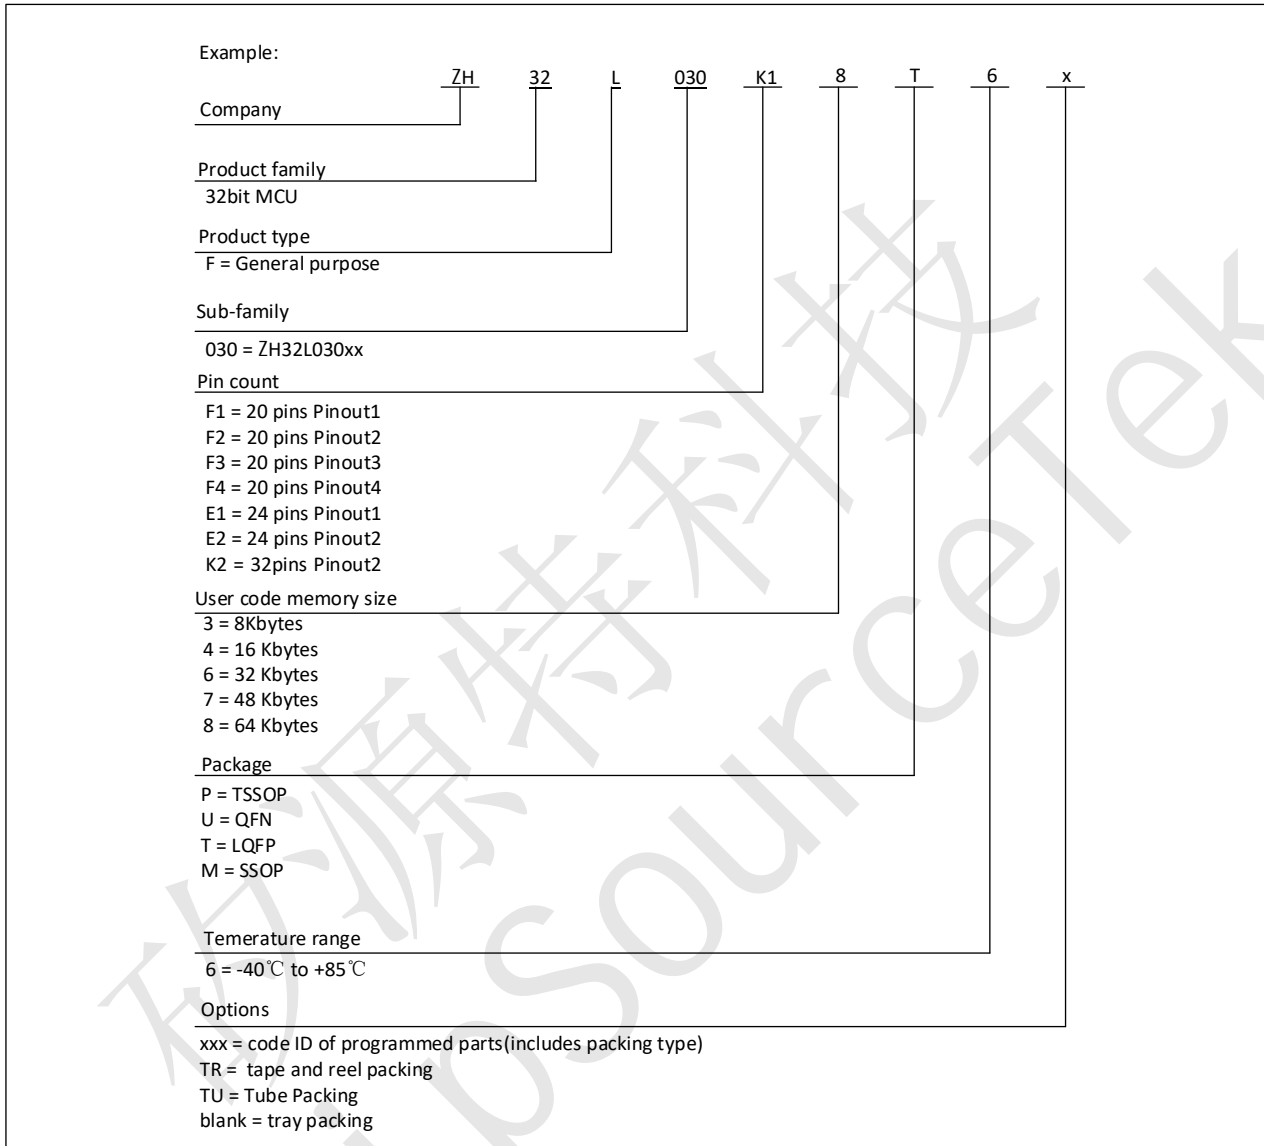 Example:
ZH 32 L 030 K1 8 T 6 x
Company
Product family
32bit MCU
Product type
F = General purpose
Sub-family
030 = ZH32L030xx
Pin count
F1 = 20 pins Pinout1
F2 = 20 pins Pinout2
F3 = 20 pins Pinout3
F4 = 20 pins Pinout4
E1 = 24 pins Pinout1
E2 = 24 pins Pinout2
K2 = 32pins Pinout2
User code memory size
3 = 8Kbytes
4 = 16 Kbytes
6 = 32 Kbytes
7 = 48 Kbytes
8 = 64 Kbytes
Package
P = TSSOP
U = QFN
T = LQFP
M = SSOP
Temerature range
6 = -40℃ to +85℃
Options
xxx = code ID of programmed parts(includes packing type)
TR = tape and reel packing
TU = Tube Packing
blank = tray packing
矽源特科技
ipSourceTek